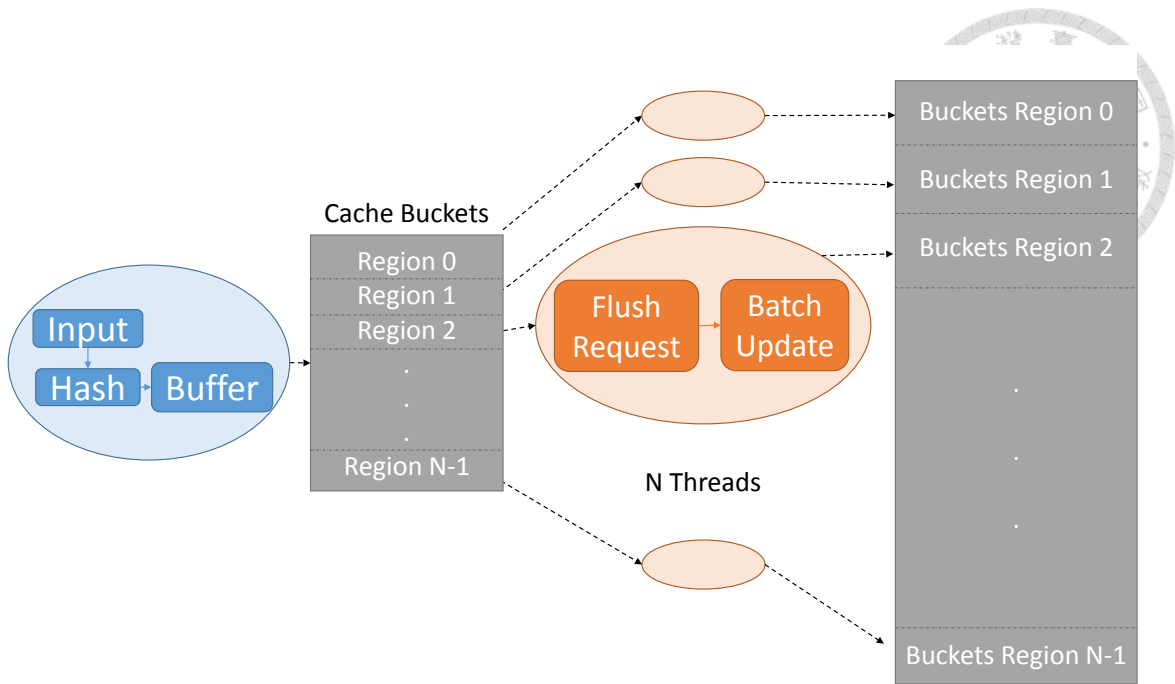 Cache Buckets
Input
Hash
Buffer
Region 0
Region 1
Region 2
.
.
.
Region N-1
Flush
Request
Batch
Update
N Threads
Buckets Region 0
Buckets Region 1
Buckets Region 2
.
.
.
Buckets Region N-1